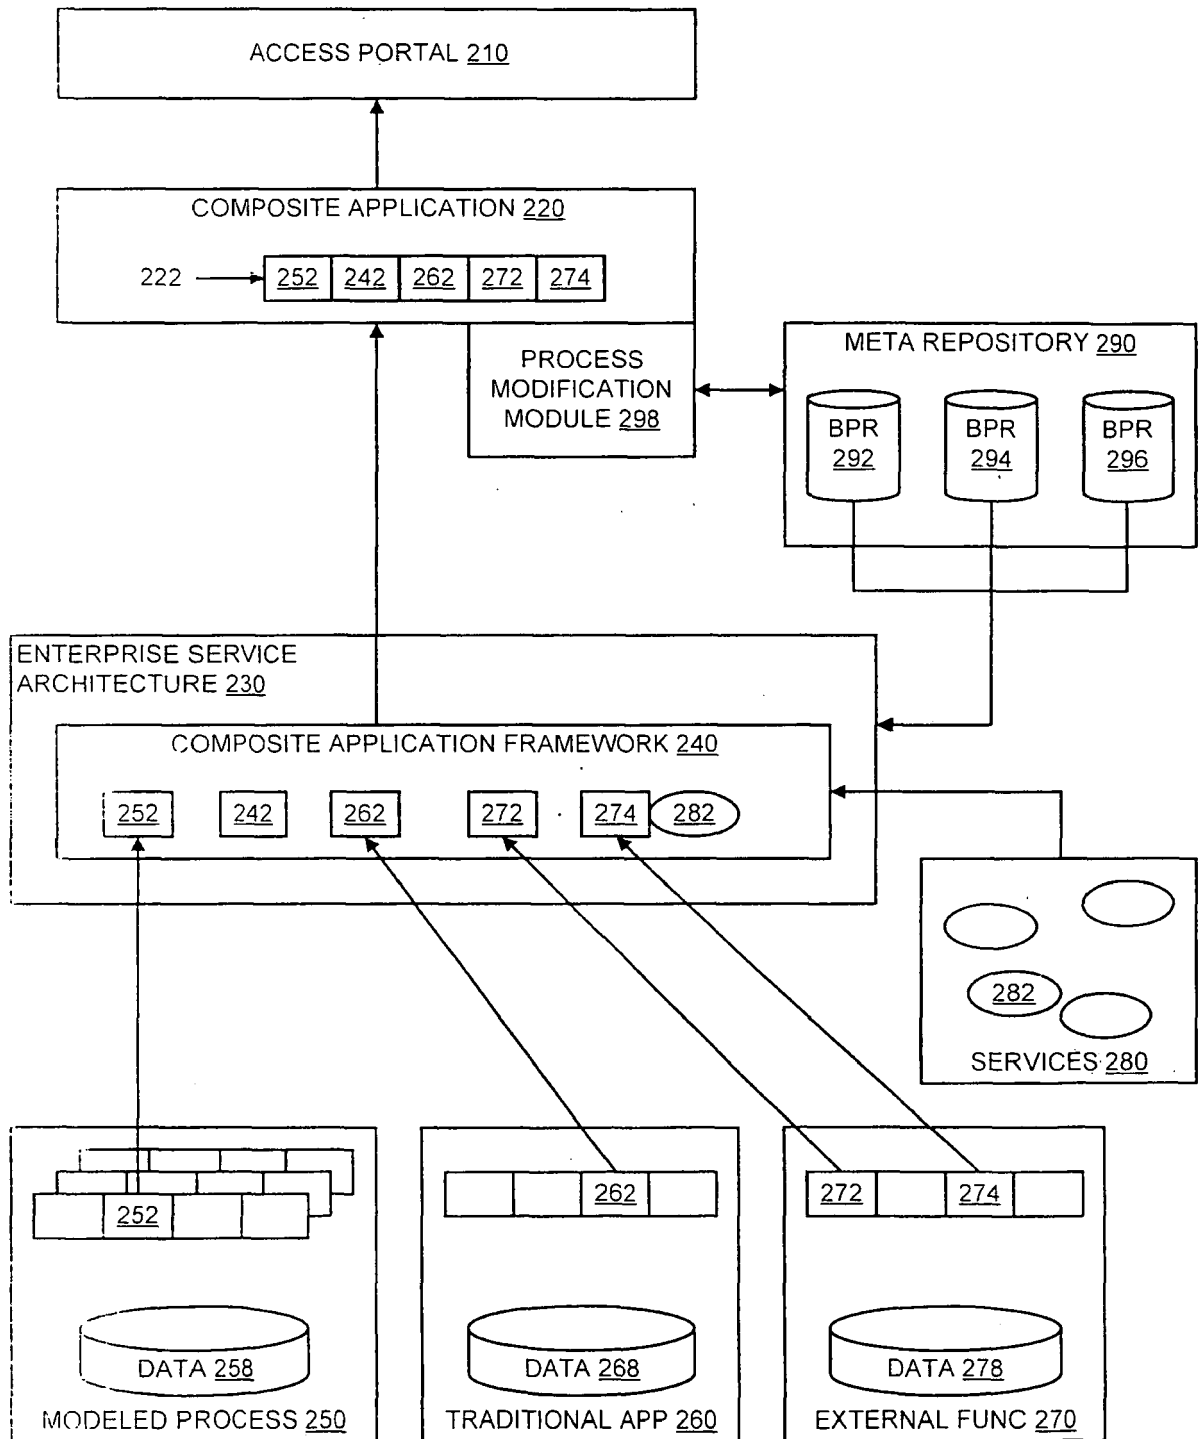 ACCESS PORTAL 210
COMPOSITE APPLICATION 220
222
252 242 262 272 274
PROCESS
MODIFICATION
MODULE 298
META REPOSITORY 290
BPR
292
BPR
294
BPR
296
ENTERPRISE SERVICE
ARCHITECTURE 230
COMPOSITE APPLICATION FRAMEWORK 240
252 242 262 272 274 282
282
SERVICES 280
252
DATA 258
MODELED PROCESS 250
262
DATA 268
TRADITIONAL APP 260
272 274
DATA 278
EXTERNAL FUNC 270